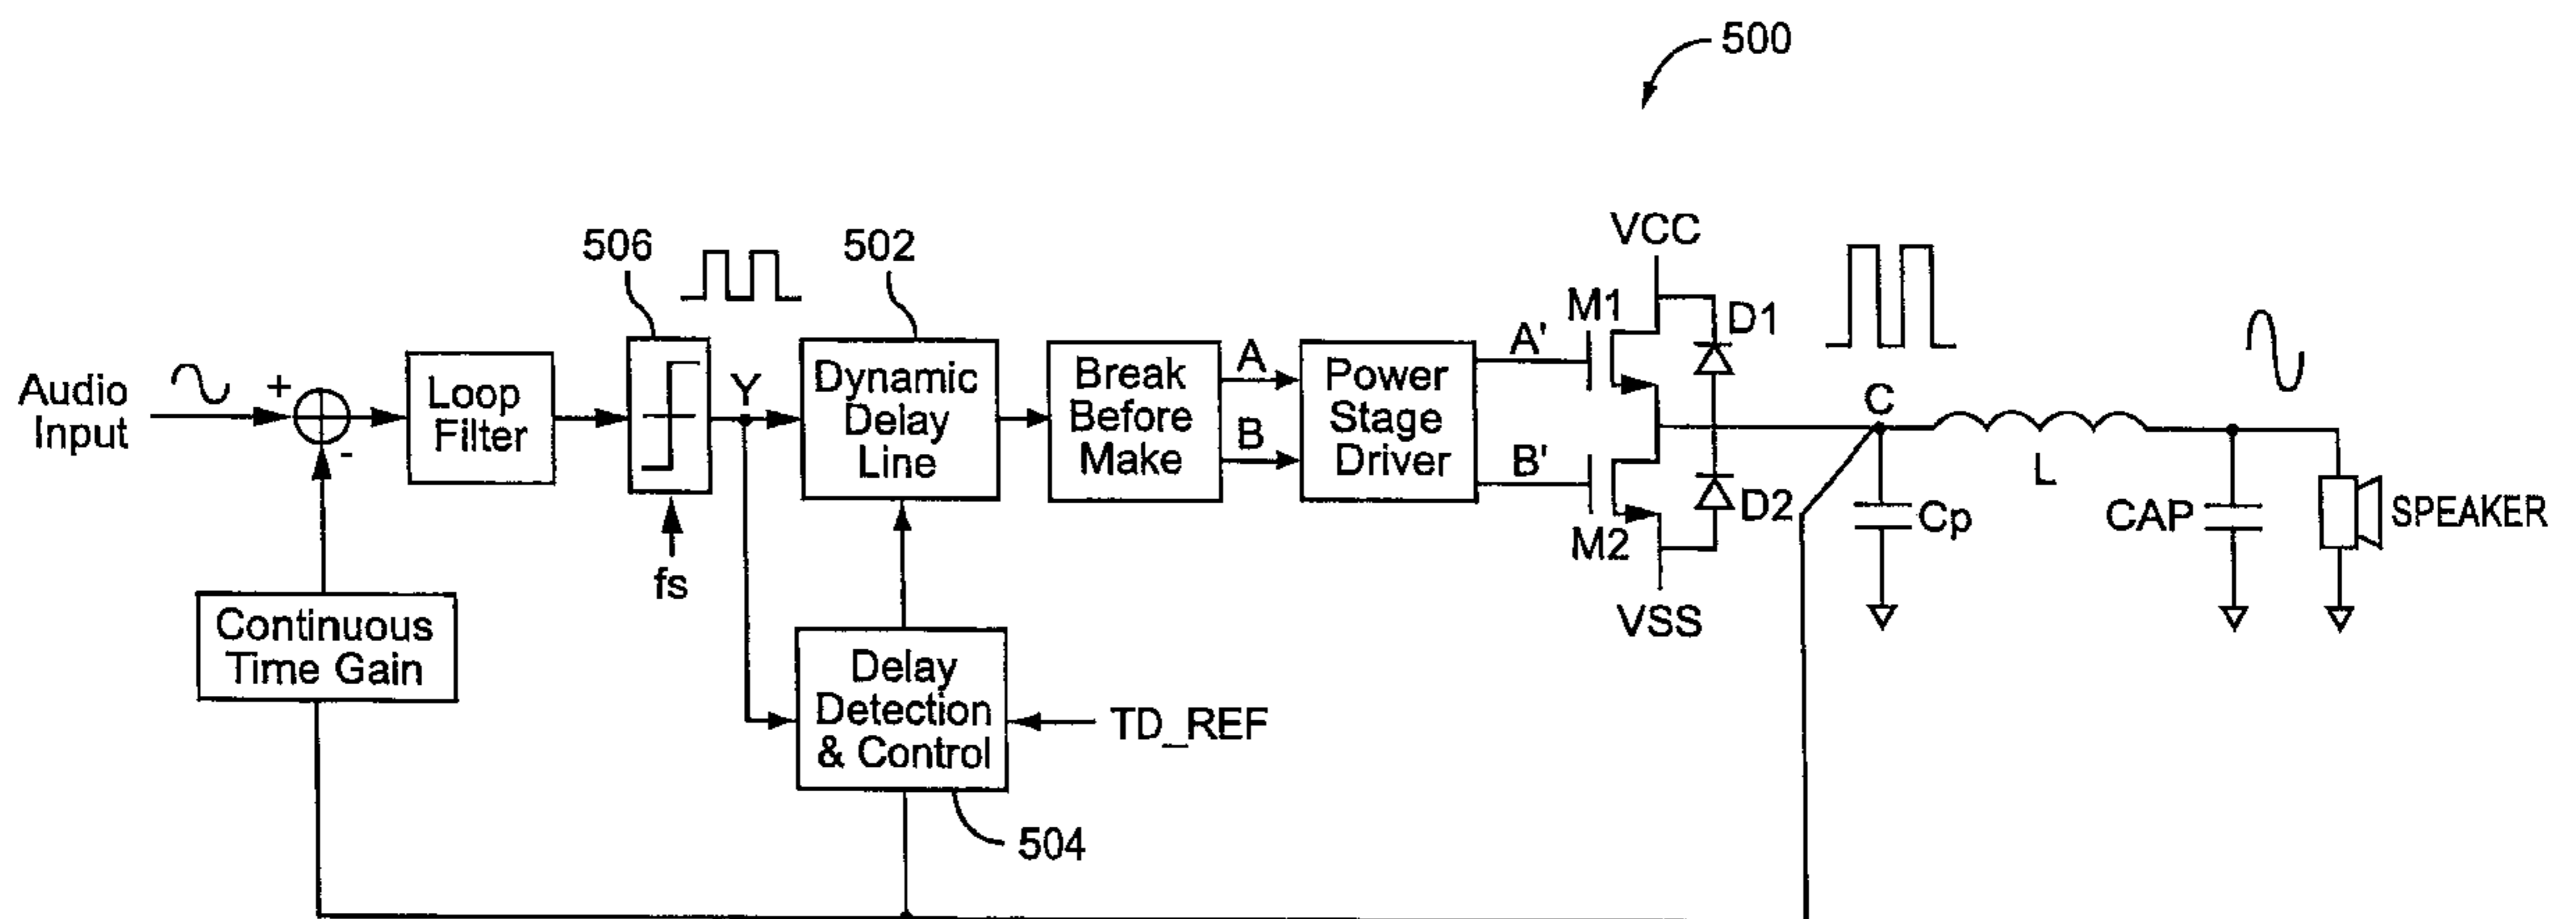 500
506
502
VCC
M1
D1
Audio
Input
+
-
Loop
Filter
Y
Dynamic
Delay
Line
Break
Before
Make
A
B
Power
Stage
Driver
A'
B'
C
L
M2
D2
Cp
CAP
SPEAKER
fs
VSS
Continuous
Time Gain
Delay
Detection
& Control
TD_REF
504